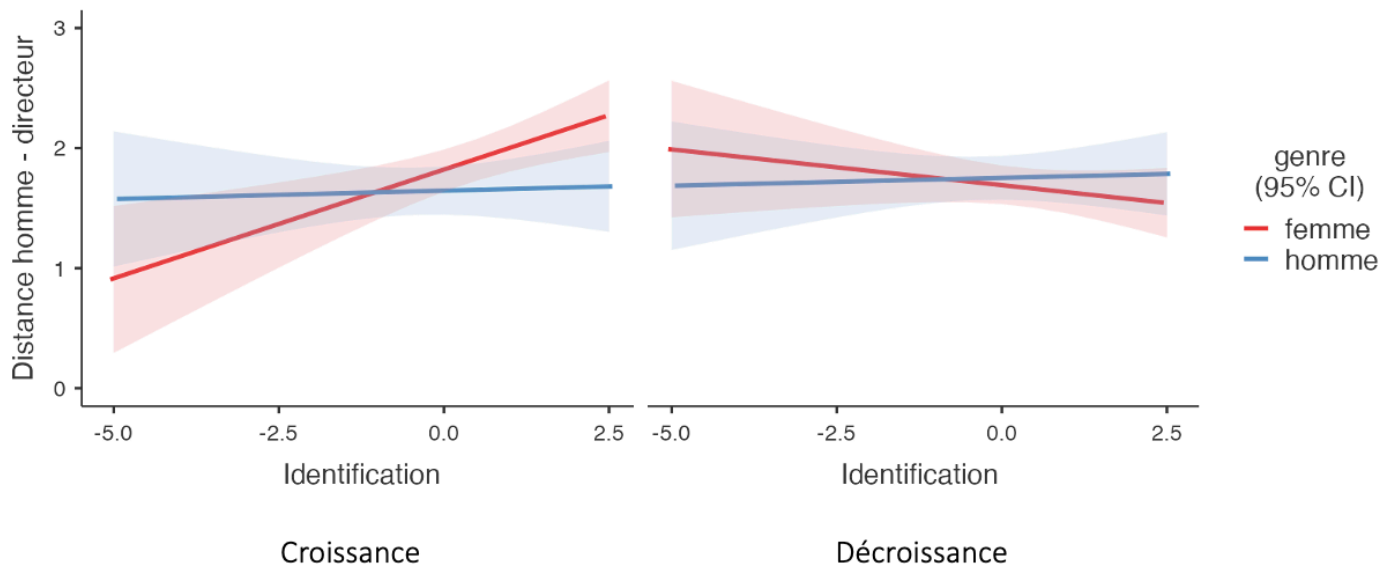 Distance homme - directeur
3
2
1
0
-5.0 -2.5 0.0 2.5
-5.0 -2.5 0.0 2.5
Identification
Identification
Croissance
Décroissance
genre
(95% CI)
femme
homme